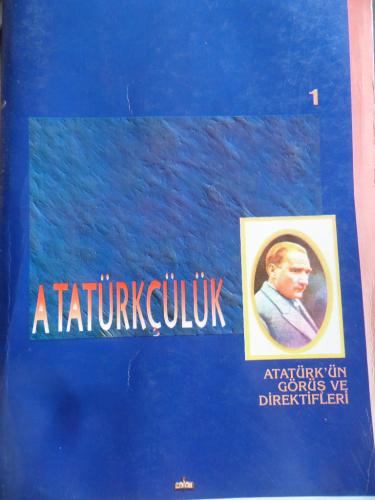 1
ATATÜRKÇÜLÜK
ATATÜRK'ÜN
GÖRÜŞ VE
DİREKTİFLERİ